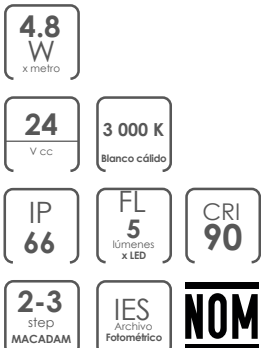 4.8
W
x metro
24
V cc
3 000 K
Blanco cálido
IP
66
FL
5
lúmenes
x LED
CRI
90
2-3
step
MACADAM
IES
Archivo
Fotométrico
NOM